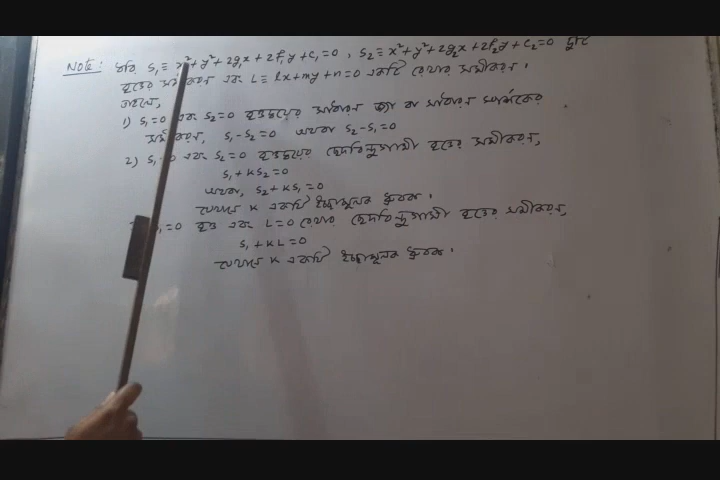 Note: ধরি S₁ ≡ x²+y²+2g₁x+2f₁y+c₁=0, S₂ ≡ x²+y²+2g₂x+2f₂y+c₂=0 দুটি
বৃত্তের সমীকরণ এবং L ≡ lx+my+n=0 একটি রেখার সমীকরণ।
তাহলে,
1) S₁=0 এবং S₂=0 বৃত্তদ্বয়ের সাধারণ জ্যা বা সাধারণ স্পর্শকের
সমীকরণ, S₁-S₂=0 অথবা S₂-S₁=0
2) S₁=0 এবং S₂=0 বৃত্তদ্বয়ের ছেদবিন্দুগামী বৃত্তের সমীকরণ,
S₁+KS₂=0
অথবা, S₂+KS₁=0
যেখানে K একটি ইচ্ছামূলক ধ্রুবক।
S₁=0 বৃত্ত এবং L=0 রেখার ছেদবিন্দুগামী বৃত্তের সমীকরণ,
S₁+KL=0
যেখানে K একটি ইচ্ছামূলক ধ্রুবক।